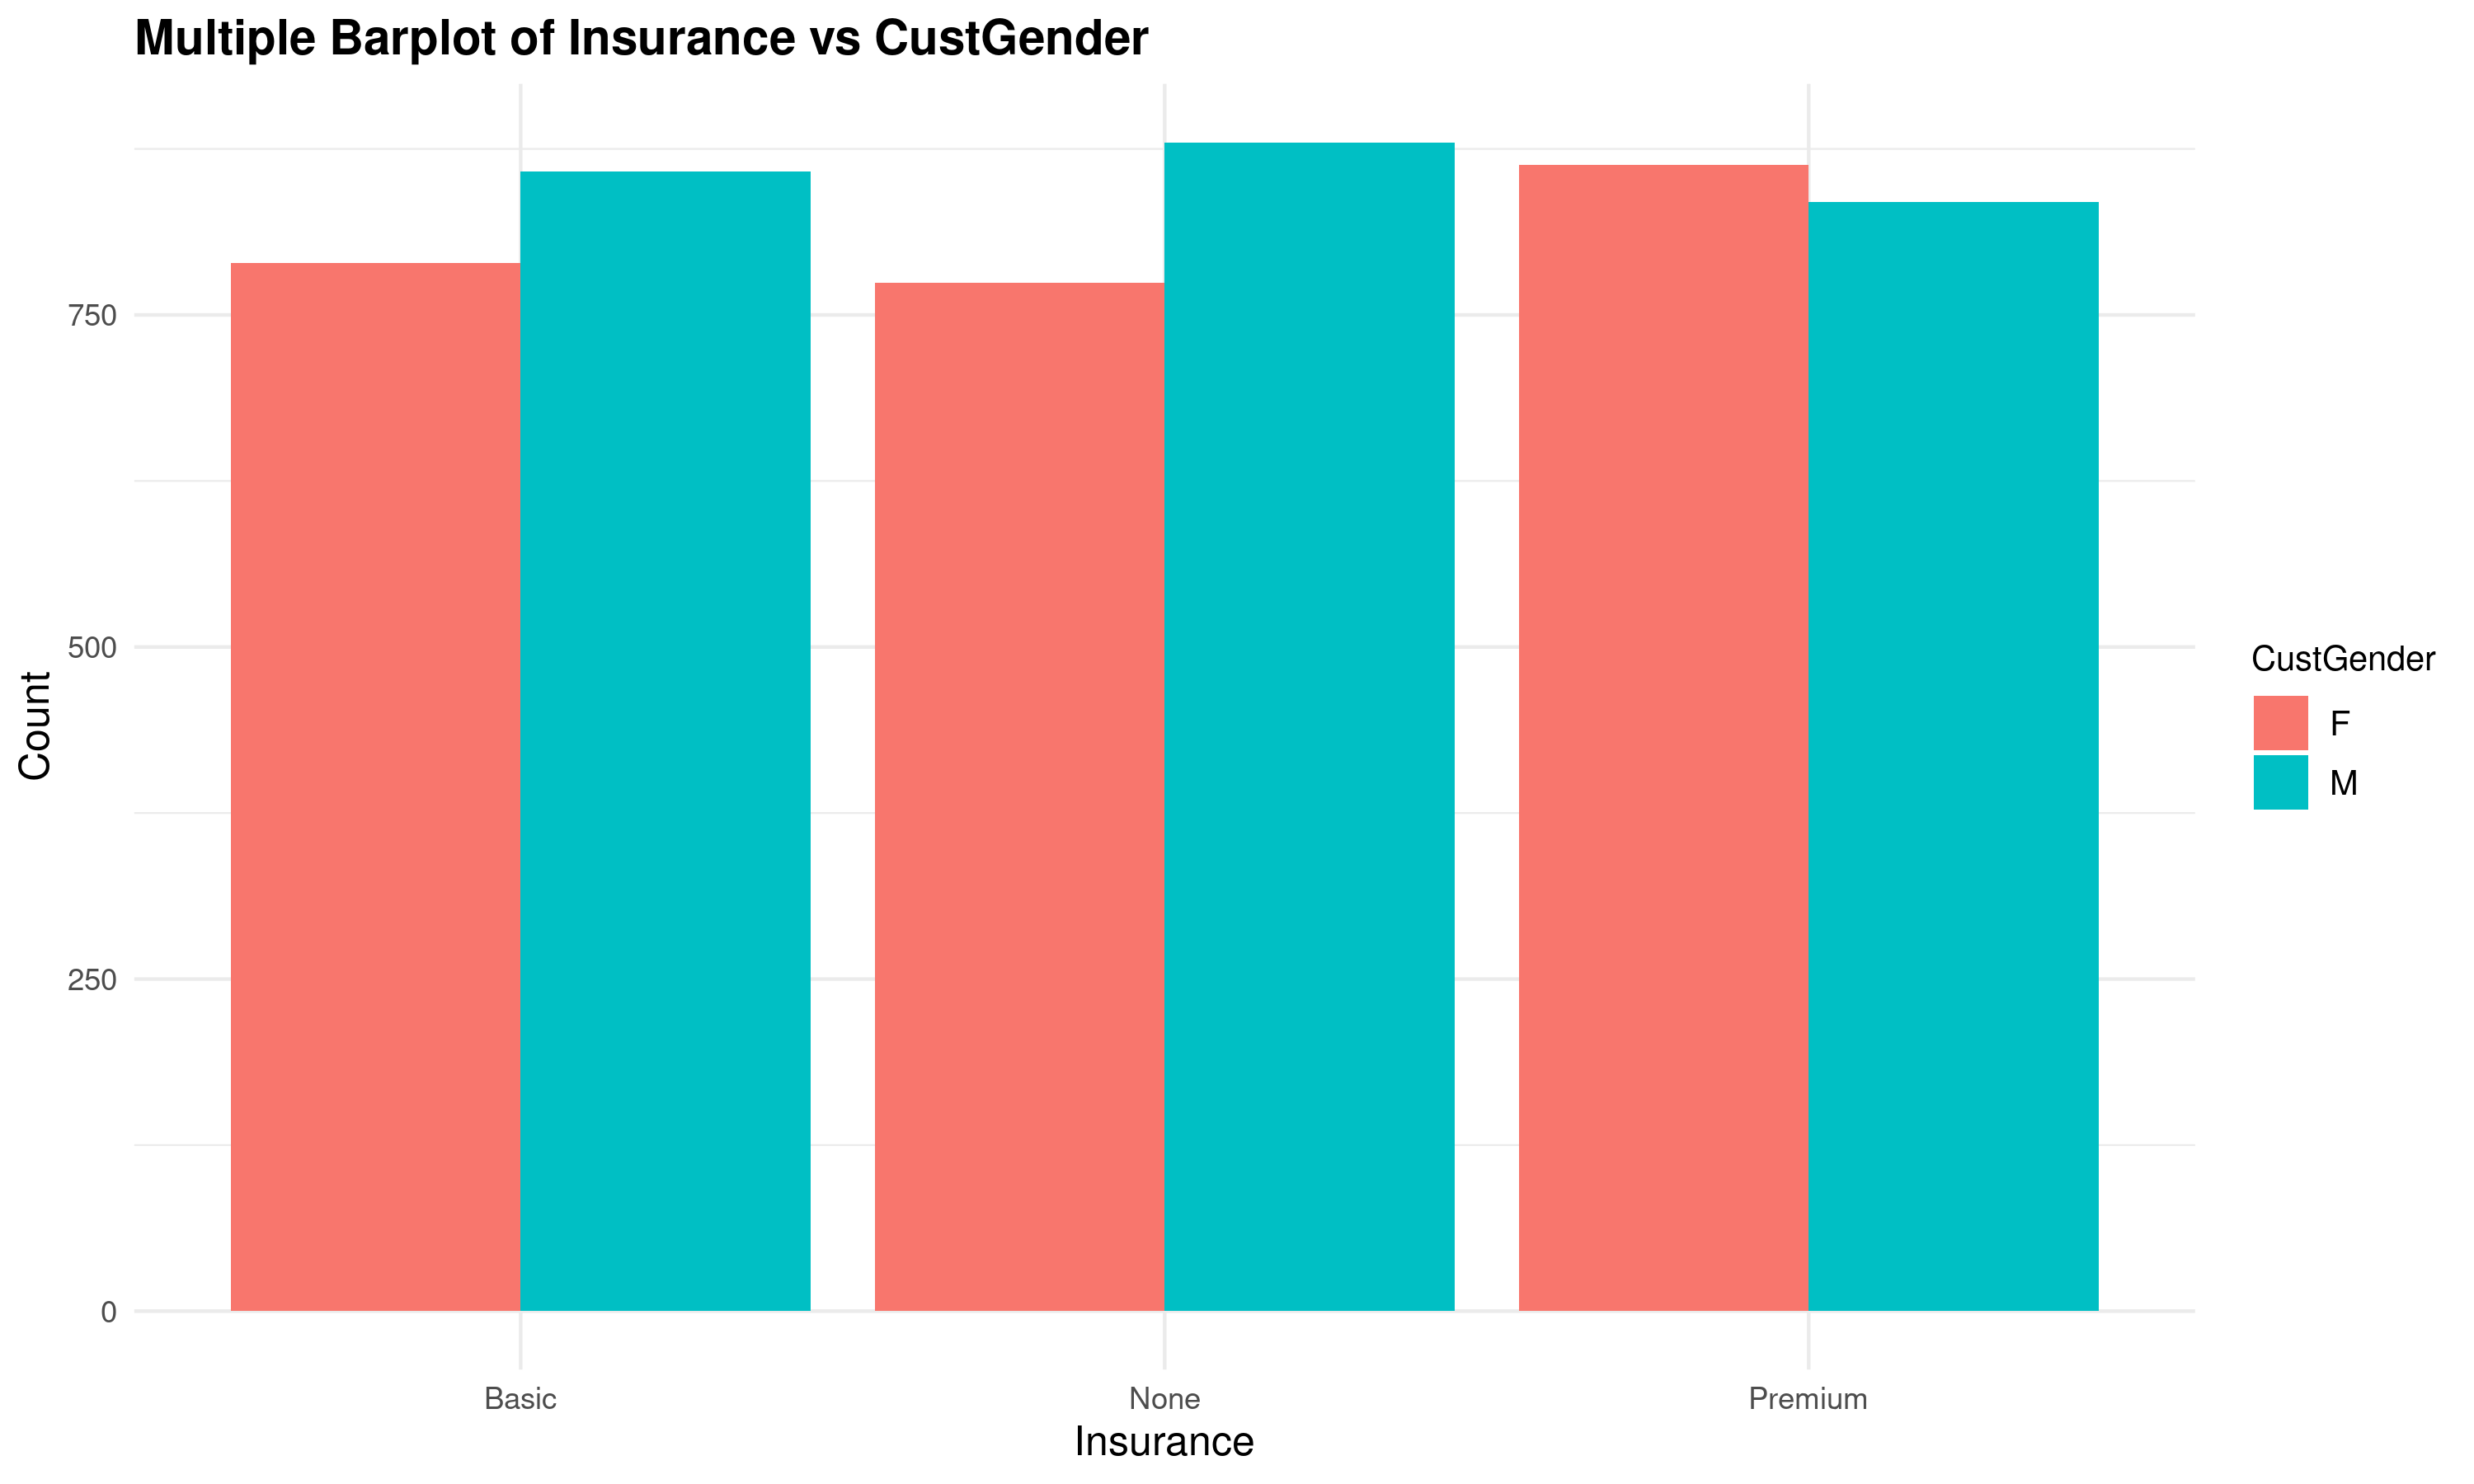 Multiple Barplot of Insurance vs CustGender
750
500
250
0
Count
Basic
None
Premium
Insurance
CustGender
F
M